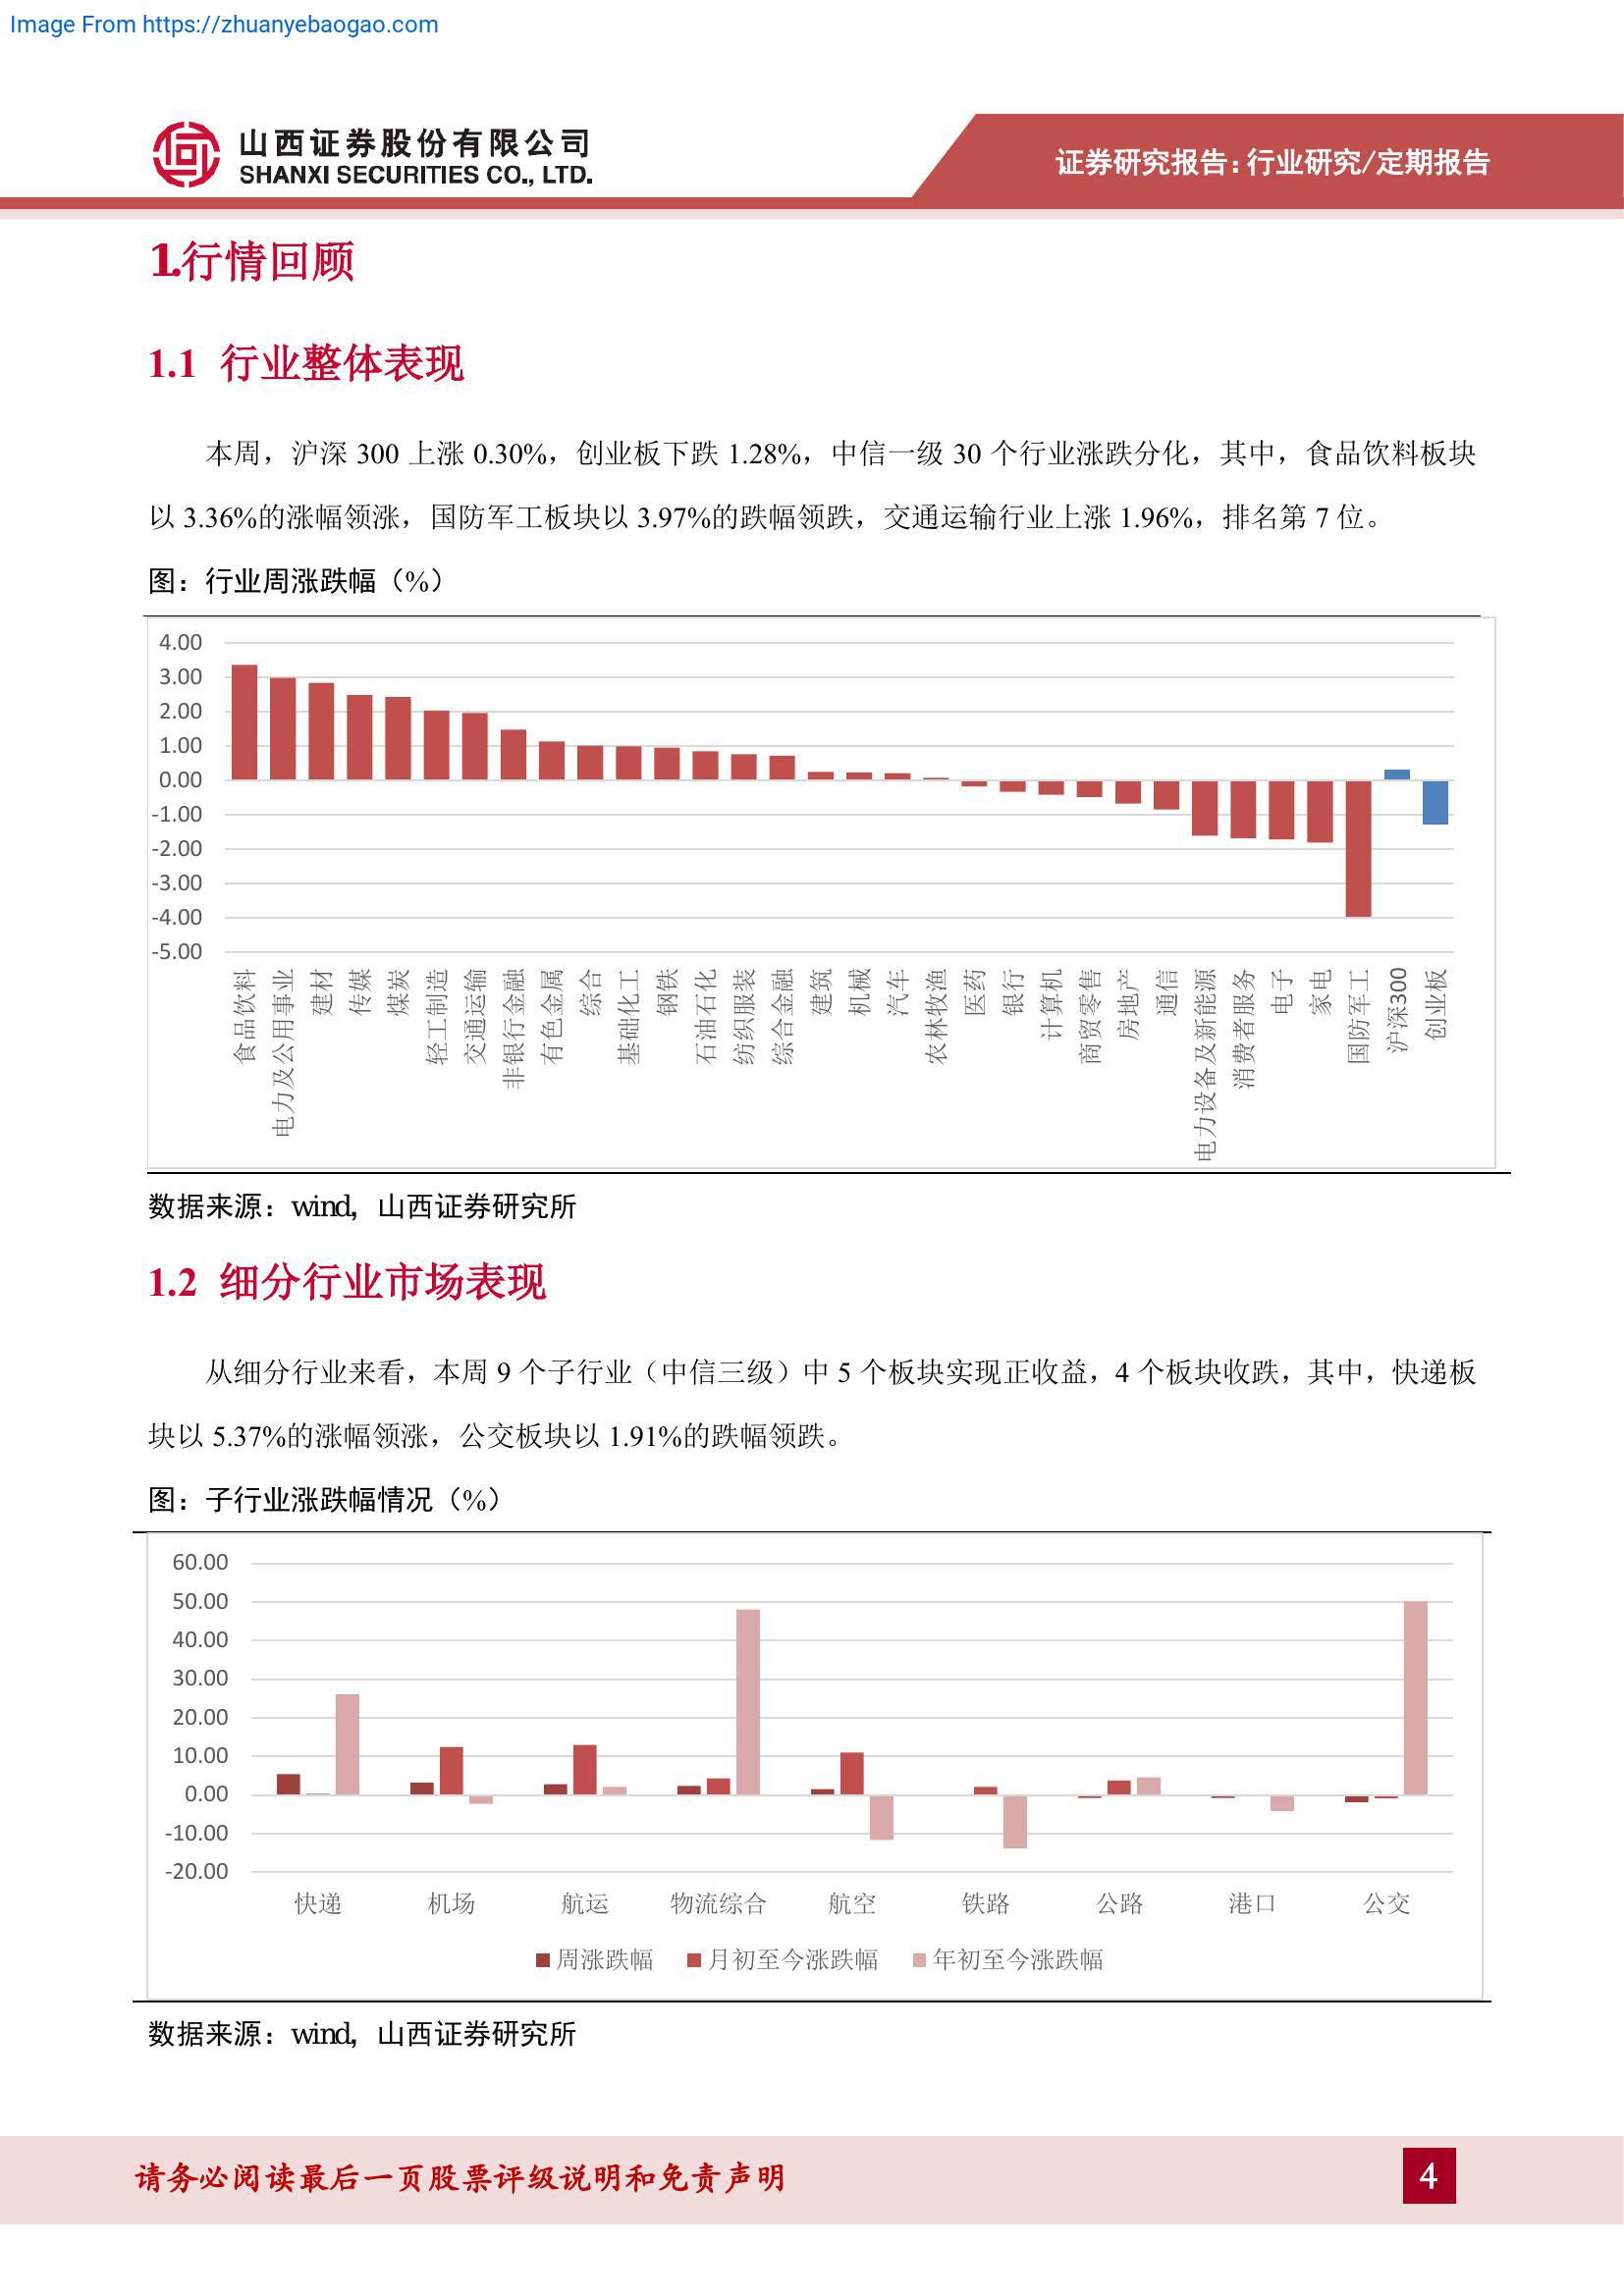 Image From https://zhuanyebaogao.com
山西证券股份有限公司
SHANXI SECURITIES CO., LTD.
证券研究报告:行业研究/定期报告
1.行情回顾
1.1 行业整体表现
本周，沪深 300 上涨 0.30%，创业板下跌 1.28%，中信一级 30 个行业涨跌分化，其中，食品饮料板块
以 3.36%的涨幅领涨，国防军工板块以 3.97%的跌幅领跌，交通运输行业上涨 1.96%，排名第 7 位。
图：行业周涨跌幅（%）
4.00
3.00
2.00
1.00
0.00
-1.00
-2.00
-3.00
-4.00
-5.00
食品饮料
电力及公用事业
建材
传媒
煤炭
轻工制造
交通运输
非银行金融
有色金属
综合
基础化工
钢铁
石油石化
纺织服装
综合金融
建筑
机械
汽车
农林牧渔
医药
银行
计算机
商贸零售
房地产
通信
电力设备及新能源
消费者服务
电子
家电
国防军工
沪深300
创业板
数据来源：wind，山西证券研究所
1.2 细分行业市场表现
从细分行业来看，本周 9 个子行业（中信三级）中 5 个板块实现正收益，4 个板块收跌，其中，快递板
块以 5.37%的涨幅领涨，公交板块以 1.91%的跌幅领跌。
图：子行业涨跌幅情况（%）
60.00
50.00
40.00
30.00
20.00
10.00
0.00
-10.00
-20.00
快递 机场 航运 物流综合 航空 铁路 公路 港口 公交
周涨跌幅 月初至今涨跌幅 年初至今涨跌幅
数据来源：wind，山西证券研究所
请务必阅读最后一页股票评级说明和免责声明
4